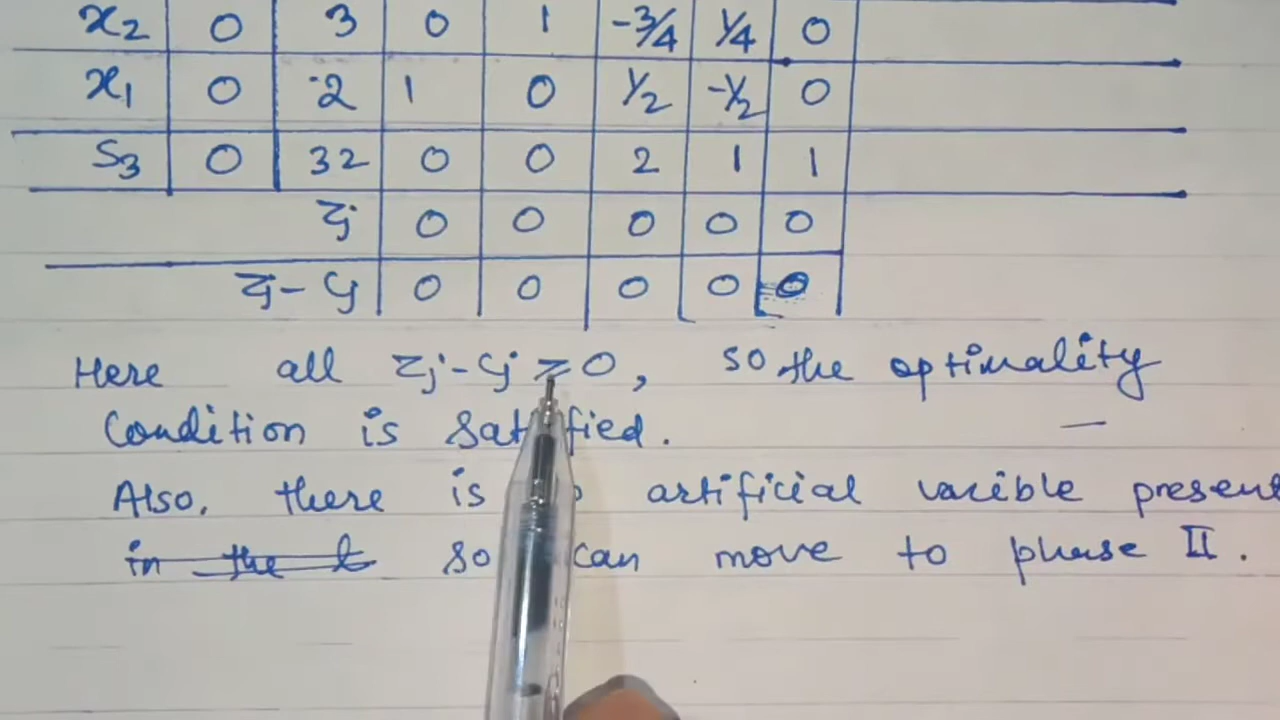 x₂ 0 3 0 1 -3/4 1/4 0
x₁ 0 2 1 0 1/2 -1/2 0
S₃ 0 32 0 0 2 1 1
Zj 0 0 0 0 0
Zj - Cj 0 0 0 0 0
Here all Zj - Cj ≥ 0, so the optimality
Condition is satisfied.
Also, there is artificial varible present
in the so can move to phase II.